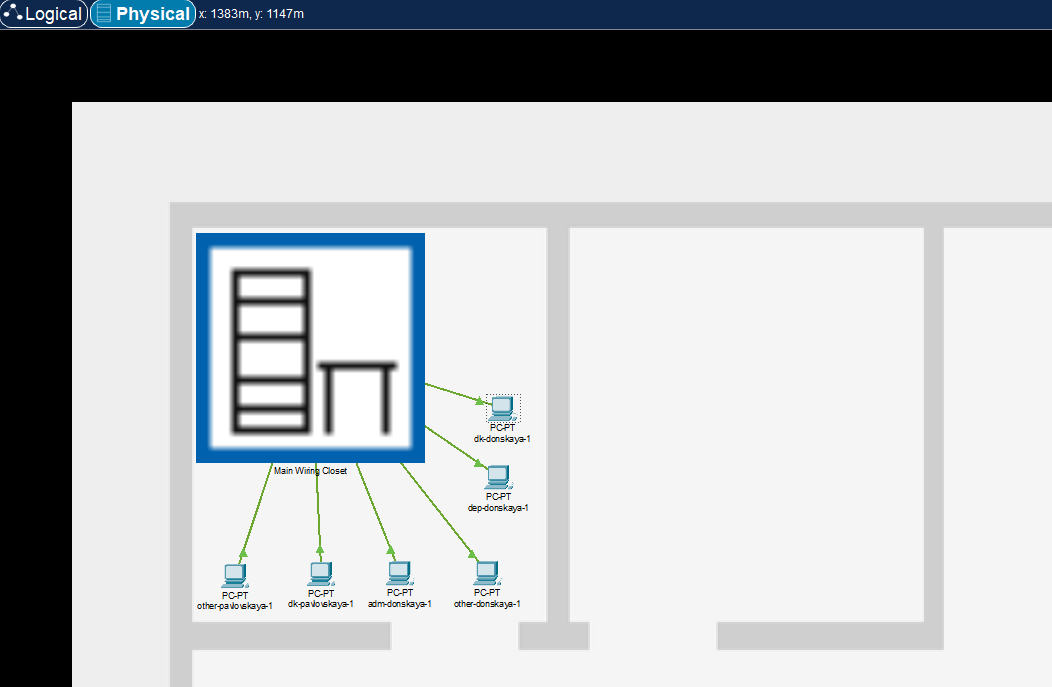 Logical Physical x: 1383m, y: 1147m
PC-PT
dk-donskaya-1
PC-PT
dep-donskaya-1
Main Wiring Closet
PC-PT
other-pavlovskaya-1
PC-PT
dk-pavlovskaya-1
PC-PT
adm-donskaya-1
PC-PT
other-donskaya-1